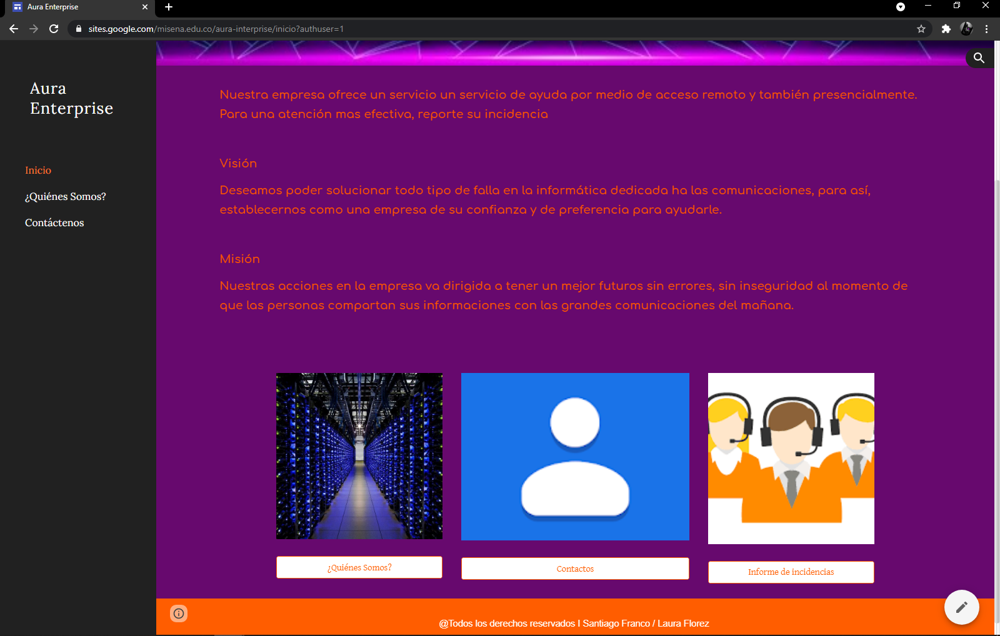 Aura Enterprise
sites.google.com/misena.edu.co/aura-interprise/inicio?authuser=1
Aura
Enterprise
Inicio
¿Quiénes Somos?
Contáctenos
Nuestra empresa ofrece un servicio un servicio de ayuda por medio de acceso remoto y también presencialmente.
Para una atención mas efectiva, reporte su incidencia
Visión
Deseamos poder solucionar todo tipo de falla en la informática dedicada ha las comunicaciones, para así,
establecernos como una empresa de su confianza y de preferencia para ayudarle.
Misión
Nuestras acciones en la empresa va dirigida a tener un mejor futuros sin errores, sin inseguridad al momento de
que las personas compartan sus informaciones con las grandes comunicaciones del mañana.
¿Quiénes Somos?
Contactos
Informe de incidencias
@Todos los derechos reservados I Santiago Franco / Laura Florez